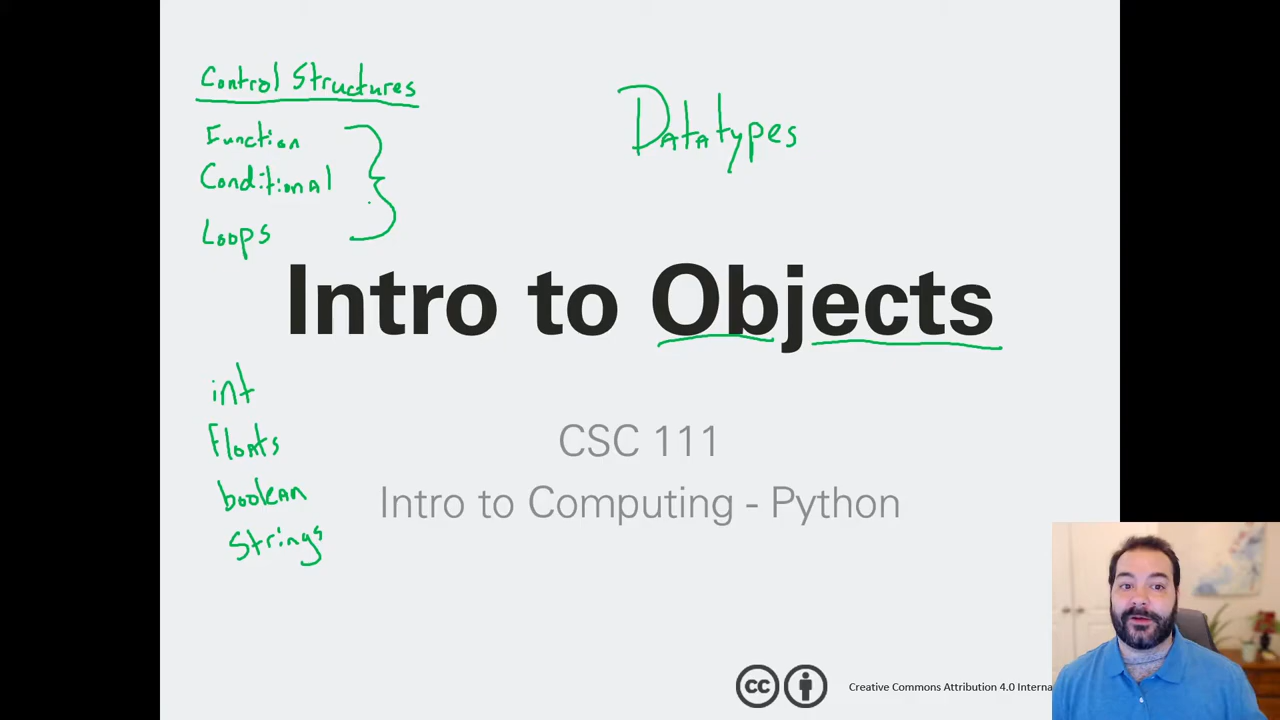 Control Structures
Function
Conditional
Loops
Datatypes
Intro to Objects
int
Floats
boolean
Strings
CSC 111
Intro to Computing - Python
cc
Creative Commons Attribution 4.0 Interna